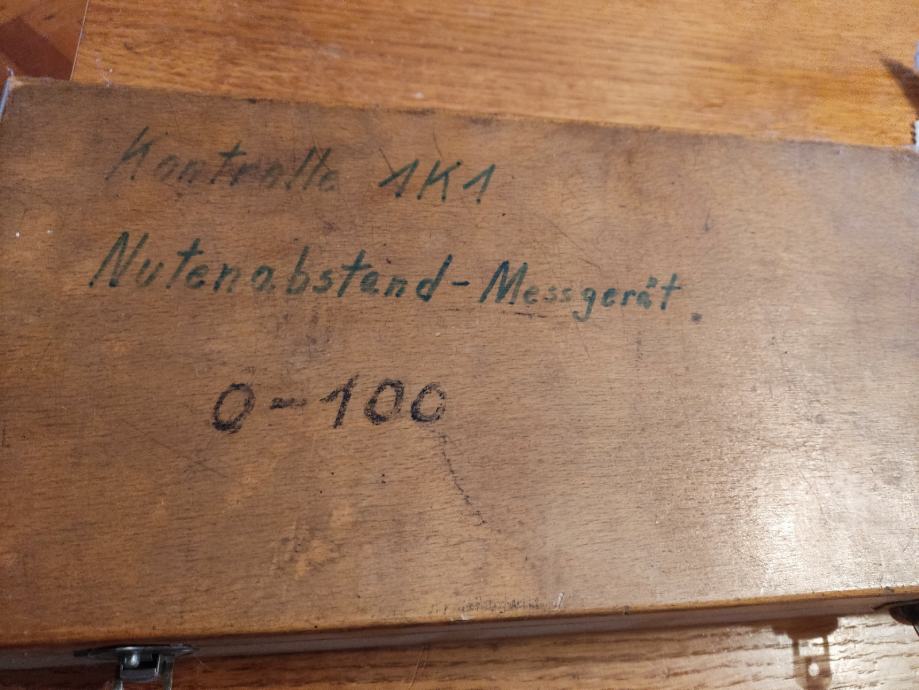 Kontrolle 1K1
Nutenabstand-Messgerät.
0-100